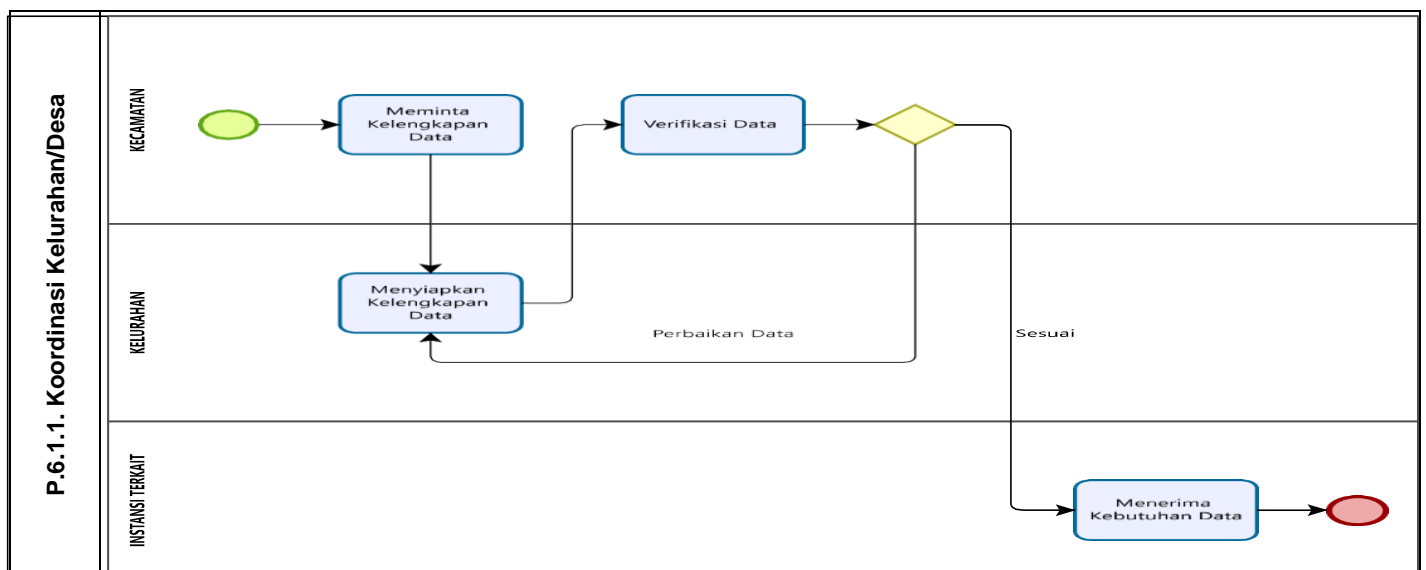 P.6.1.1. Koordinasi Kelurahan/Desa
KECAMATAN
Meminta
Kelengkapan
Data
Verifikasi Data
KELURAHAN
Menyiapkan
Kelengkapan
Data
Perbaikan Data
Sesuai
INSTANSI TERKAIT
Menerima
Kebutuhan Data